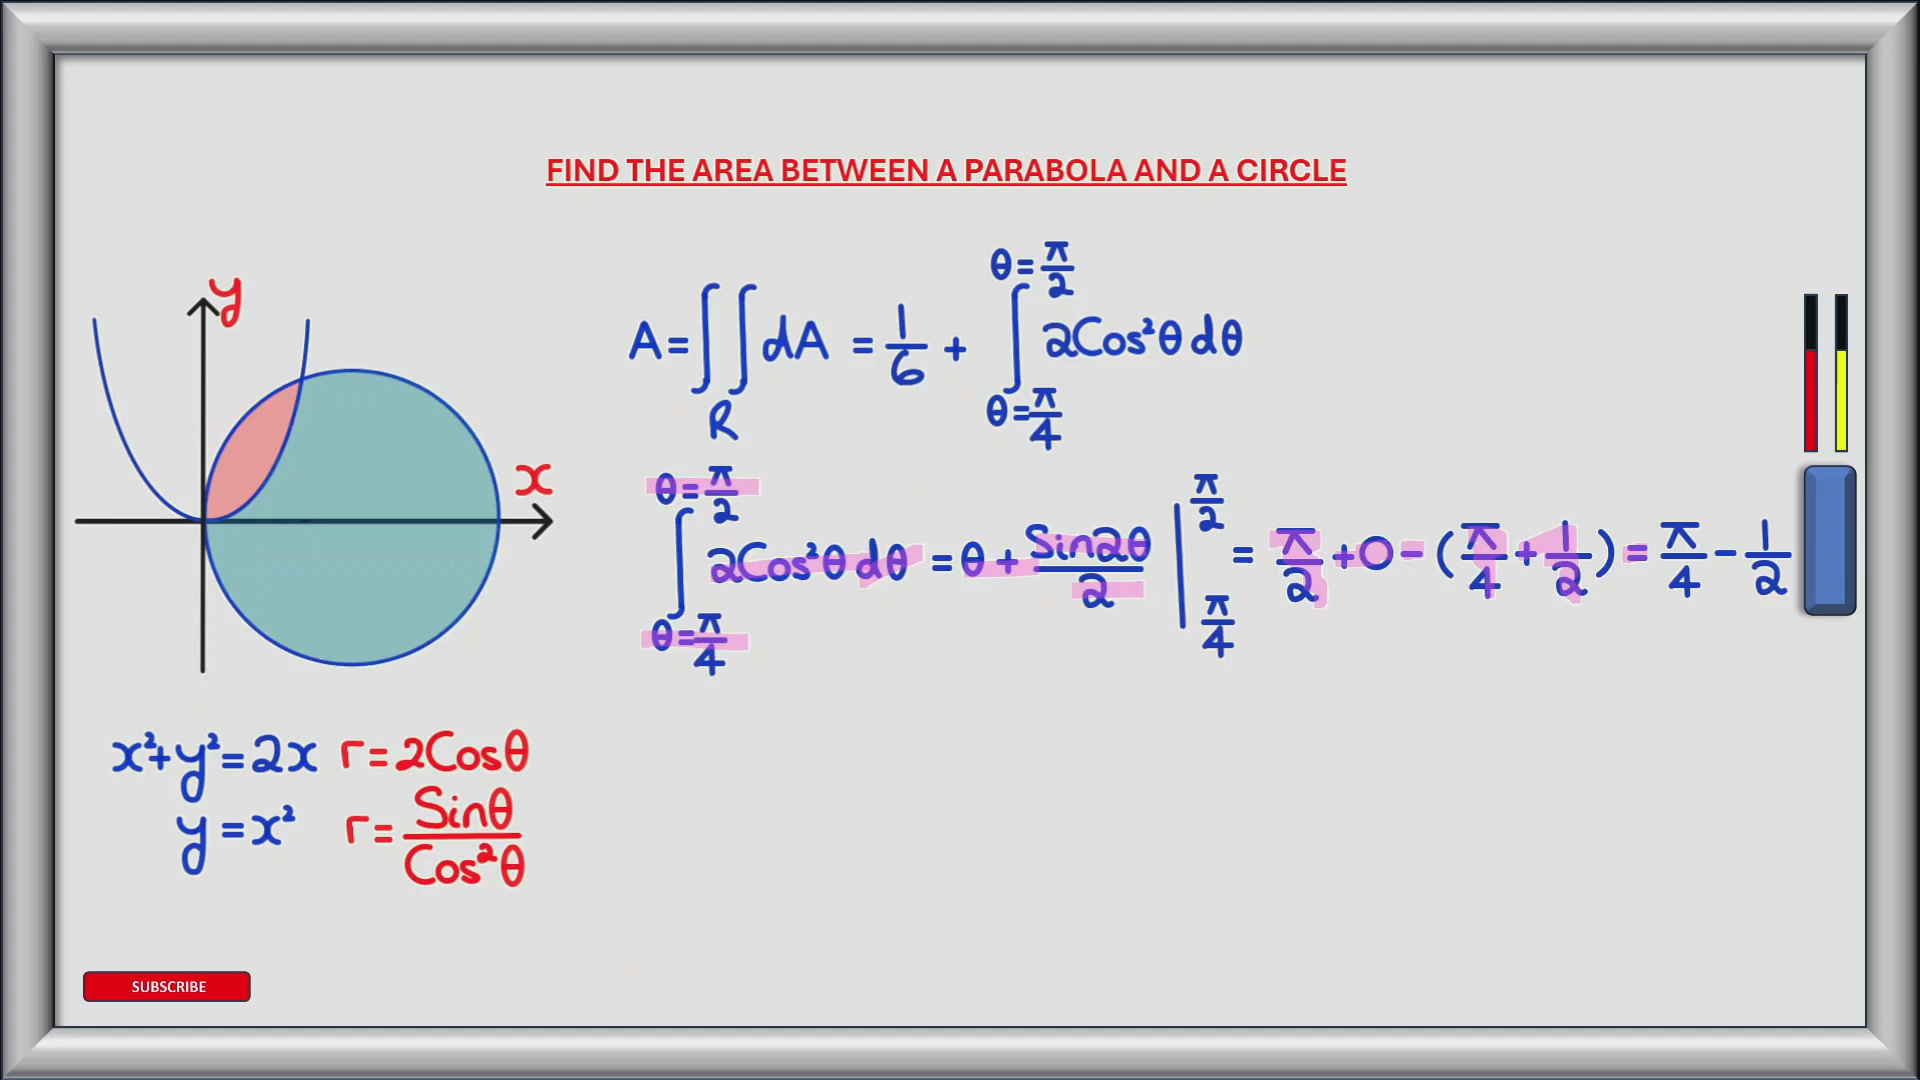 FIND THE AREA BETWEEN A PARABOLA AND A CIRCLE
y
x
A = ∫∫_R dA = 1/6 + ∫_{θ=π/4}^{θ=π/2} 2Cos²θ dθ
∫_{θ=π/4}^{θ=π/2} 2Cos²θ dθ = θ + Sin2θ/2 |_{π/4}^{π/2} = π/2 + 0 - (π/4 + 1/2) = π/4 - 1/2
x² + y² = 2x r = 2Cosθ
y = x² r = Sinθ/Cos²θ
SUBSCRIBE